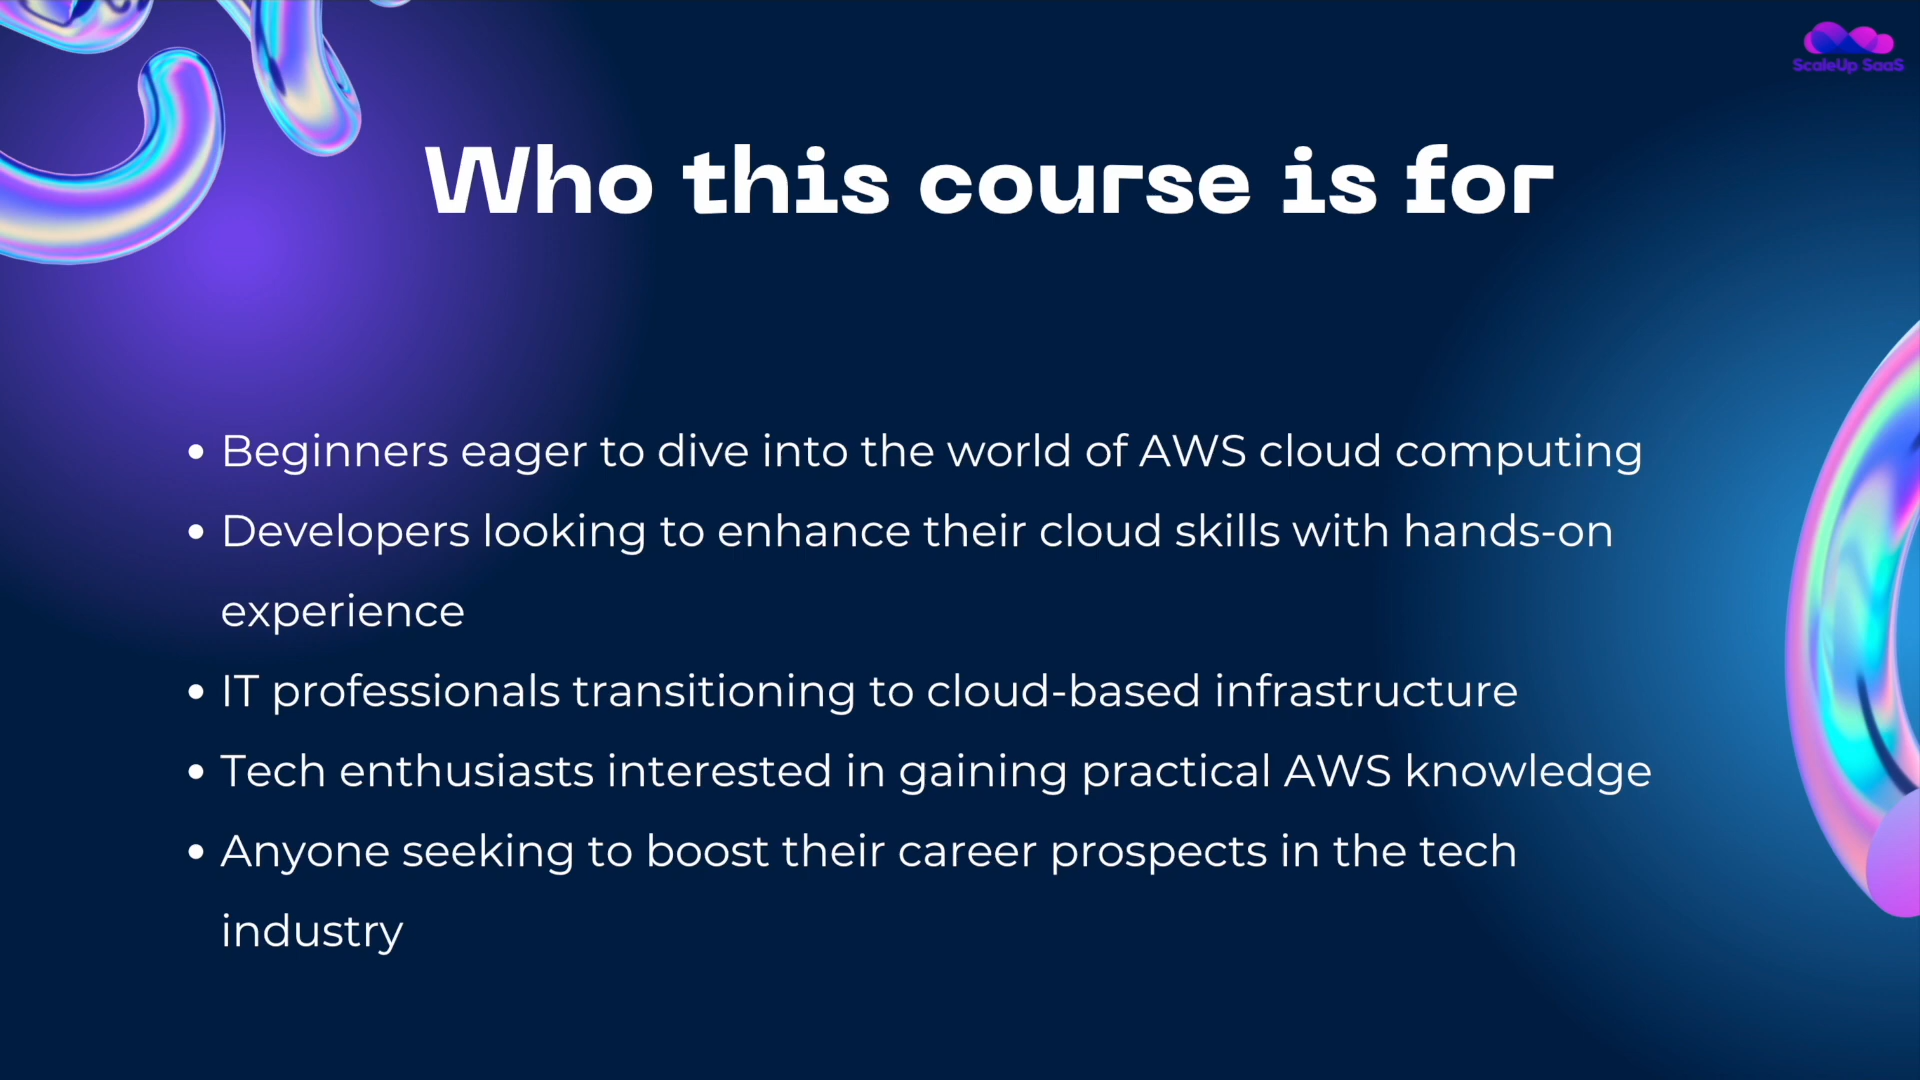 ScaleUp SaaS
Who this course is for
• Beginners eager to dive into the world of AWS cloud computing
• Developers looking to enhance their cloud skills with hands-on
experience
• IT professionals transitioning to cloud-based infrastructure
• Tech enthusiasts interested in gaining practical AWS knowledge
• Anyone seeking to boost their career prospects in the tech
industry